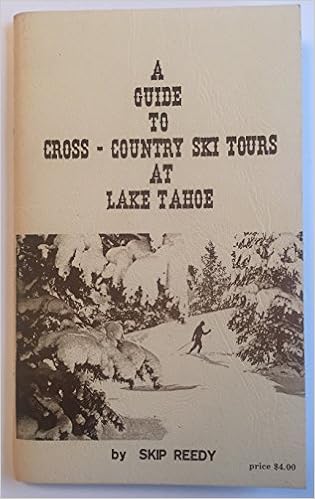 A
GUIDE
TO
CROSS - COUNTRY SKI TOURS
AT
LAKE TAHOE
by SKIP REEDY
price $4.00